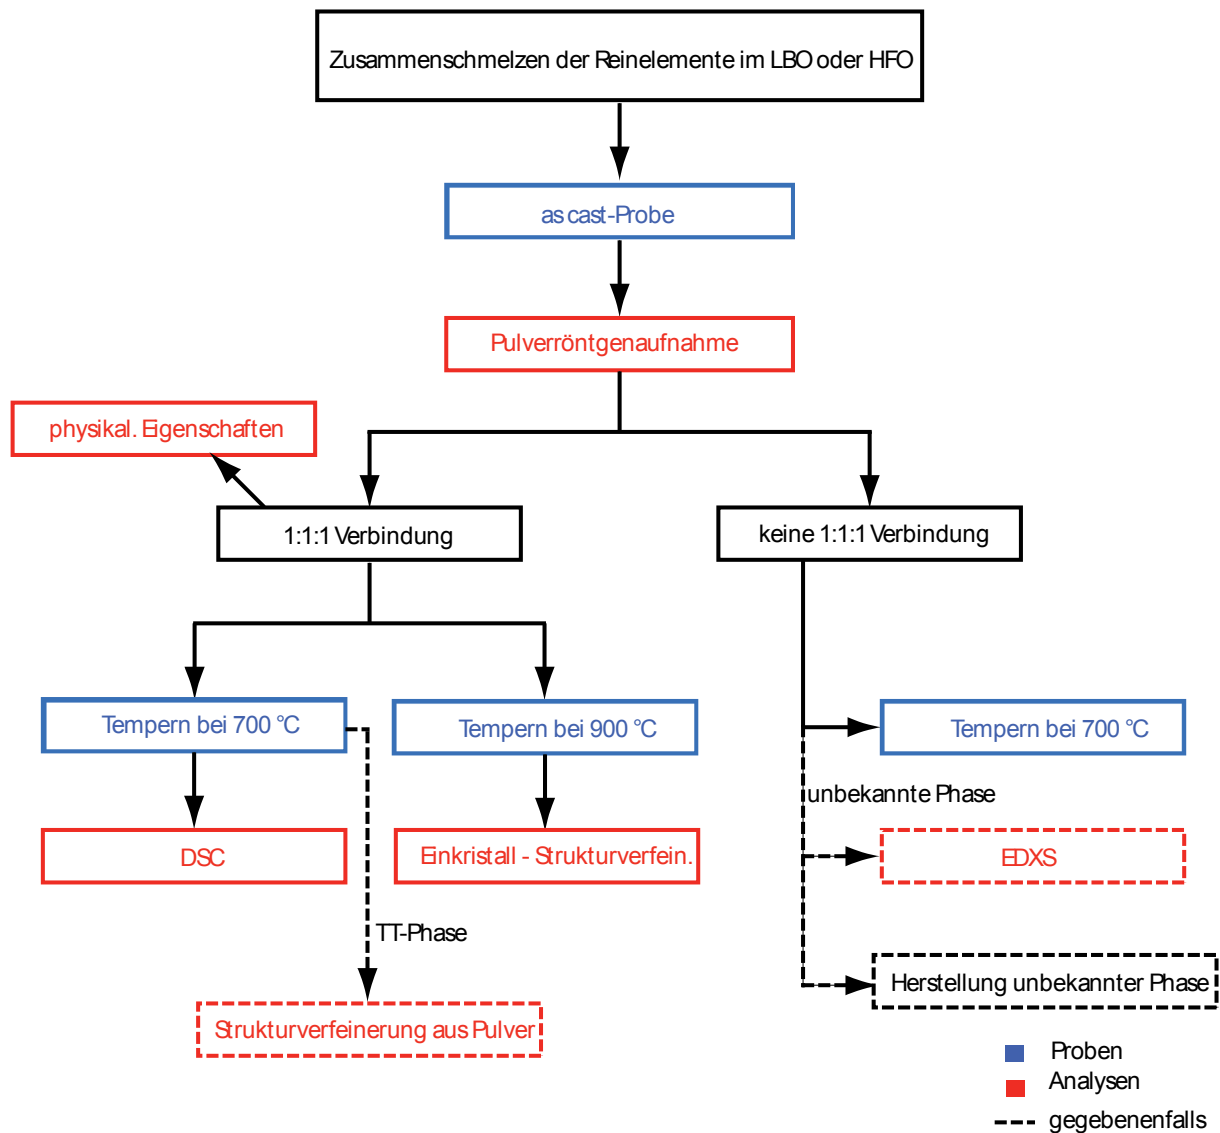 Zusammenschmelzen der Reinelemente im LBO oder HFO
as cast-Probe
Pulverröntgenaufnahme
physikal. Eigenschaften
1:1:1 Verbindung
keine 1:1:1 Verbindung
Tempern bei 700 °C
Tempern bei 900 °C
Tempern bei 700 °C
unbekannte Phase
DSC
Einkristall - Strukturverfein.
EDXS
TT-Phase
Herstellung unbekannter Phase
Strukturverfeinerung aus Pulver
Proben
Analysen
gegebenenfalls